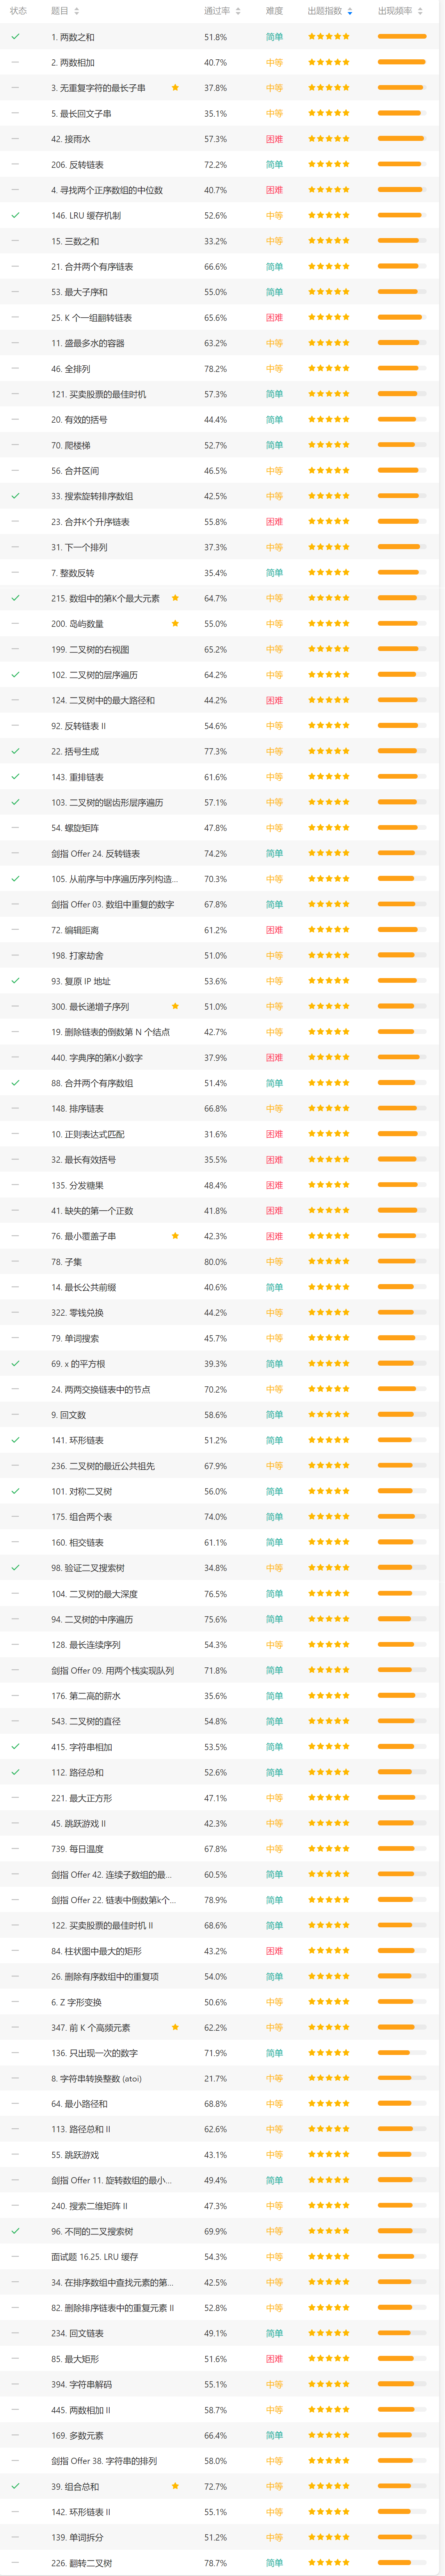 状态 题目 通过率 难度 出题指数 出现频率
1. 两数之和 51.8% 简单
2. 两数相加 40.7% 中等
3. 无重复字符的最长子串 37.8% 中等
5. 最长回文子串 35.1% 中等
42. 接雨水 57.3% 困难
206. 反转链表 72.2% 简单
4. 寻找两个正序数组的中位数 40.7% 困难
146. LRU 缓存机制 52.6% 中等
15. 三数之和 33.2% 中等
21. 合并两个有序链表 66.6% 简单
53. 最大子序和 55.0% 简单
25. K 个一组翻转链表 65.6% 困难
11. 盛最多水的容器 63.2% 中等
46. 全排列 78.2% 中等
121. 买卖股票的最佳时机 57.3% 简单
20. 有效的括号 44.4% 简单
70. 爬楼梯 52.7% 简单
56. 合并区间 46.5% 中等
33. 搜索旋转排序数组 42.5% 中等
23. 合并K个升序链表 55.8% 困难
31. 下一个排列 37.3% 中等
7. 整数反转 35.4% 简单
215. 数组中的第K个最大元素 64.7% 中等
200. 岛屿数量 55.0% 中等
199. 二叉树的右视图 65.2% 中等
102. 二叉树的层序遍历 64.2% 中等
124. 二叉树中的最大路径和 44.2% 困难
92. 反转链表 II 54.6% 中等
22. 括号生成 77.3% 中等
143. 重排链表 61.6% 中等
103. 二叉树的锯齿形层序遍历 57.1% 中等
54. 螺旋矩阵 47.8% 中等
剑指 Offer 24. 反转链表 74.2% 简单
105. 从前序与中序遍历序列构造... 70.3% 中等
剑指 Offer 03. 数组中重复的数字 67.8% 简单
72. 编辑距离 61.2% 困难
198. 打家劫舍 51.0% 中等
93. 复原 IP 地址 53.6% 中等
300. 最长递增子序列 51.0% 中等
19. 删除链表的倒数第 N 个结点 42.7% 中等
440. 字典序的第K小数字 37.9% 困难
88. 合并两个有序数组 51.4% 简单
148. 排序链表 66.8% 中等
10. 正则表达式匹配 31.6% 困难
32. 最长有效括号 35.5% 困难
135. 分发糖果 48.4% 困难
41. 缺失的第一个正数 41.8% 困难
76. 最小覆盖子串 42.3% 困难
78. 子集 80.0% 中等
14. 最长公共前缀 40.6% 简单
322. 零钱兑换 44.2% 中等
79. 单词搜索 45.7% 中等
69. x 的平方根 39.3% 简单
24. 两两交换链表中的节点 70.2% 中等
9. 回文数 58.6% 简单
141. 环形链表 51.2% 简单
236. 二叉树的最近公共祖先 67.9% 中等
101. 对称二叉树 56.0% 简单
175. 组合两个表 74.0% 简单
160. 相交链表 61.1% 简单
98. 验证二叉搜索树 34.8% 中等
104. 二叉树的最大深度 76.5% 简单
94. 二叉树的中序遍历 75.6% 简单
128. 最长连续序列 54.3% 中等
剑指 Offer 09. 用两个栈实现队列 71.8% 简单
176. 第二高的薪水 35.6% 简单
543. 二叉树的直径 54.8% 简单
415. 字符串相加 53.5% 简单
112. 路径总和 52.6% 简单
221. 最大正方形 47.1% 中等
45. 跳跃游戏 II 42.3% 中等
739. 每日温度 67.8% 中等
剑指 Offer 42. 连续子数组的最... 60.5% 简单
剑指 Offer 22. 链表中倒数第k个... 78.9% 简单
122. 买卖股票的最佳时机 II 68.6% 简单
84. 柱状图中最大的矩形 43.2% 困难
26. 删除有序数组中的重复项 54.0% 简单
6. Z 字形变换 50.6% 中等
347. 前 K 个高频元素 62.2% 中等
136. 只出现一次的数字 71.9% 简单
8. 字符串转换整数 (atoi) 21.7% 中等
64. 最小路径和 68.8% 中等
113. 路径总和 II 62.6% 中等
55. 跳跃游戏 43.1% 中等
剑指 Offer 11. 旋转数组的最小... 49.4% 简单
240. 搜索二维矩阵 II 47.3% 中等
96. 不同的二叉搜索树 69.9% 中等
面试题 16.25. LRU 缓存 54.3% 中等
34. 在排序数组中查找元素的第... 42.5% 中等
82. 删除排序链表中的重复元素 II 52.8% 中等
234. 回文链表 49.1% 简单
85. 最大矩形 51.6% 困难
394. 字符串解码 55.1% 中等
445. 两数相加 II 58.7% 中等
169. 多数元素 66.4% 简单
剑指 Offer 38. 字符串的排列 58.0% 中等
39. 组合总和 72.7% 中等
142. 环形链表 II 55.1% 中等
139. 单词拆分 51.2% 中等
226. 翻转二叉树 78.7% 简单